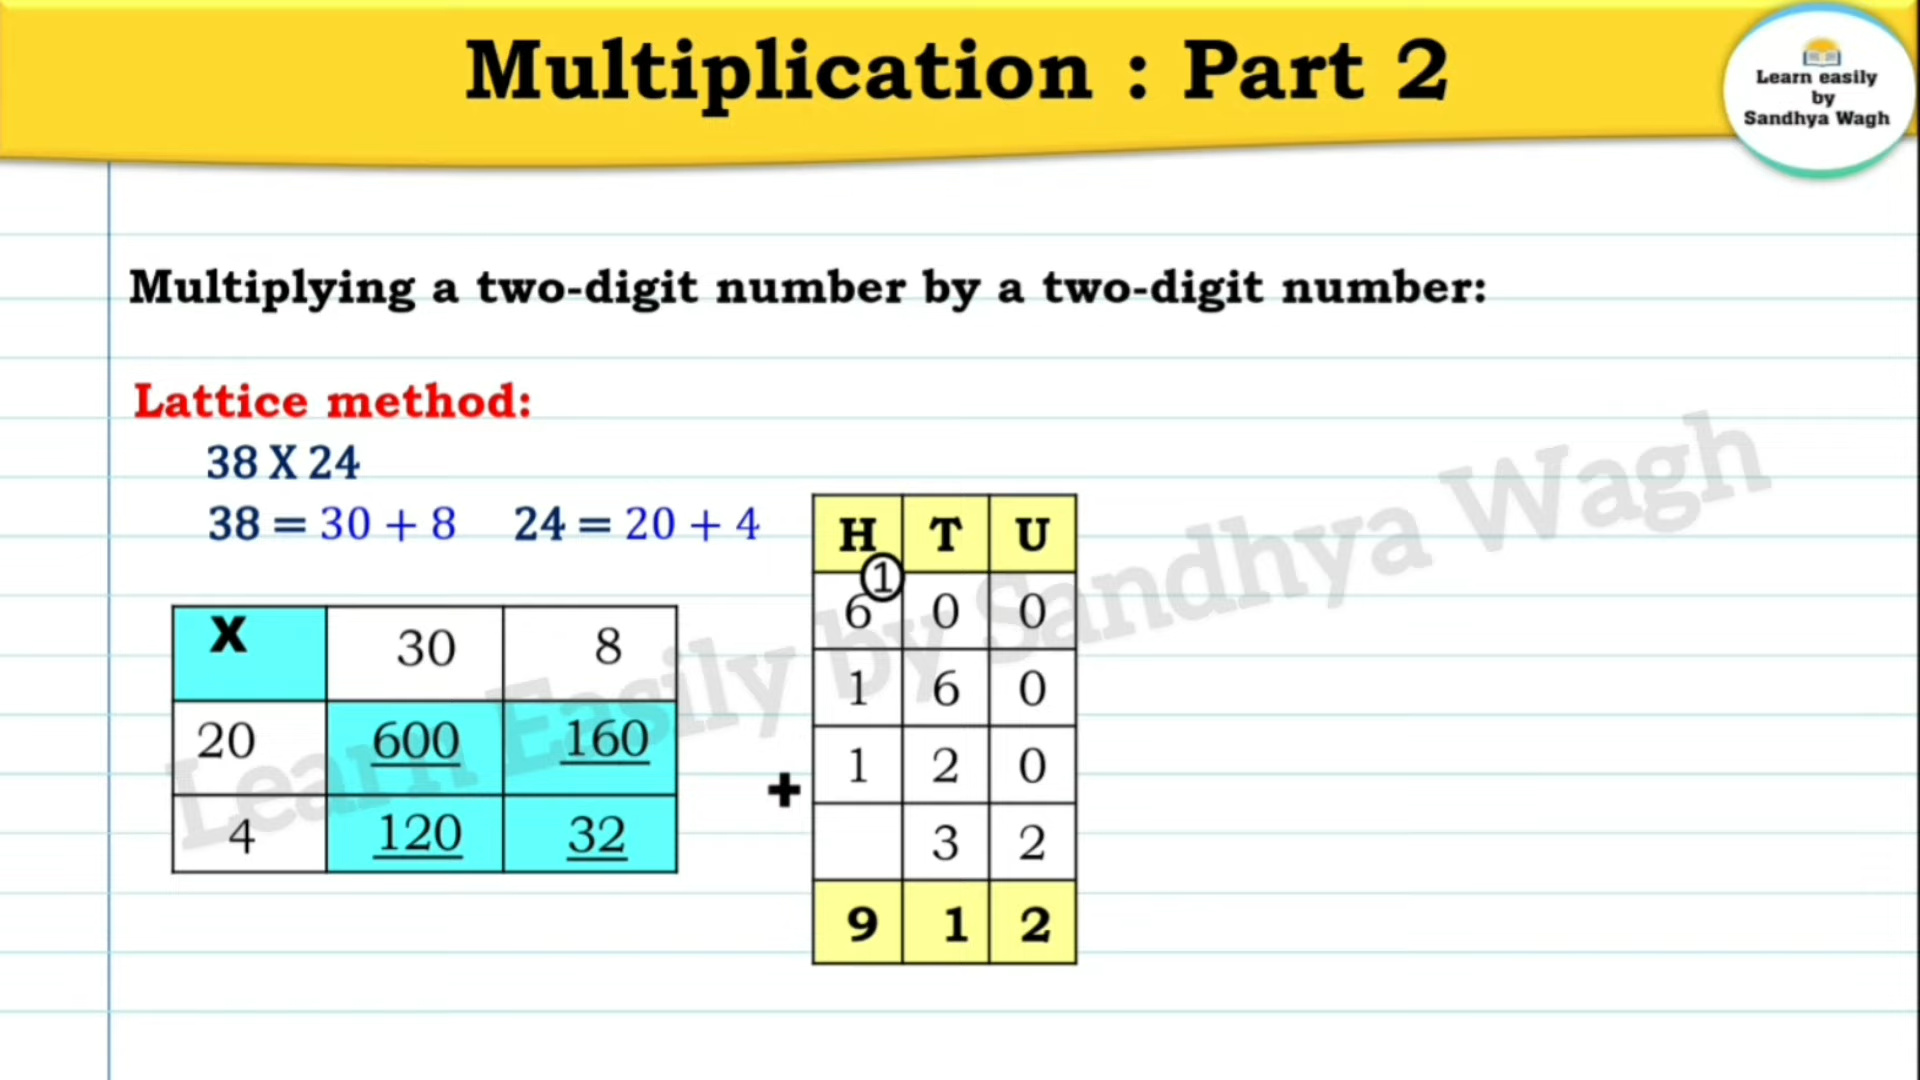 Multiplication : Part 2
Learn easily
by
Sandhya Wagh
Multiplying a two-digit number by a two-digit number:
Lattice method:
38 X 24
38 = 30 + 8 24 = 20 + 4
X 30 8
20 600 160
4 120 32
H T U
1
6 0 0
1 6 0
1 2 0
+
3 2
9 1 2
Learn Easily by Sandhya Wagh